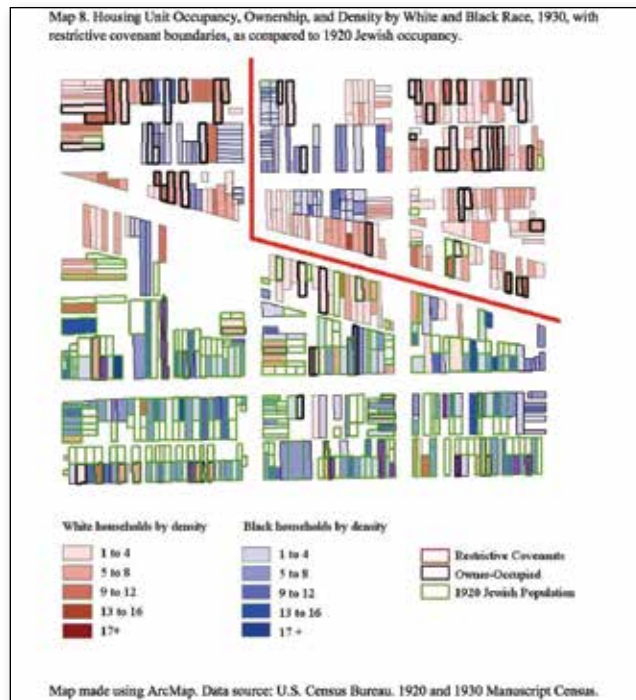 Map 8. Housing Unit Occupancy, Ownership, and Density by White and Black Race, 1930, with
restrictive covenant boundaries, as compared to 1920 Jewish occupancy.
White households by density
1 to 4
5 to 8
9 to 12
13 to 16
17+
Black households by density
1 to 4
5 to 8
9 to 12
13 to 16
17 +
Restrictive Covenants
Owner-Occupied
1920 Jewish Population
Map made using ArcMap. Data source: U.S. Census Bureau. 1920 and 1930 Manuscript Census.